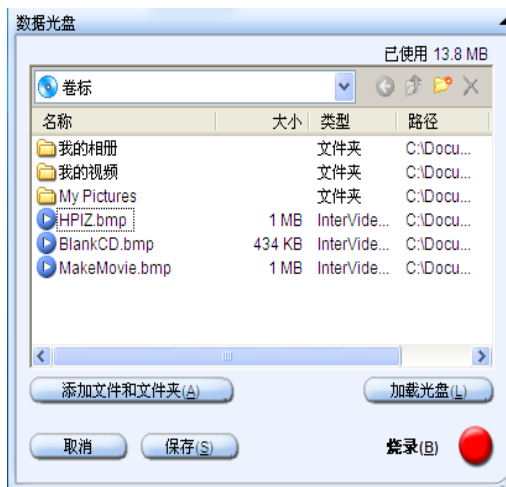 数据光盘
已使用 13.8 MB
卷标
名称 大小 类型 路径
我的相册 文件夹 C:\Docu...
我的视频 文件夹 C:\Docu...
My Pictures 文件夹 C:\Docu...
HPIZ.bmp 1 MB InterVide... C:\Docu...
BlankCD.bmp 434 KB InterVide... C:\Docu...
MakeMovie.bmp 1 MB InterVide... C:\Docu...
添加文件和文件夹(A) 加载光盘(L)
取消 保存(S) 烧录(B)